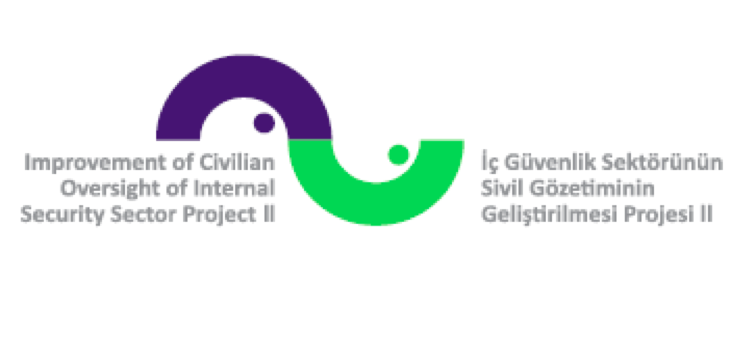 Improvement of Civilian
Oversight of Internal
Security Sector Project II
İç Güvenlik Sektörünün
Sivil Gözetiminin
Geliştirilmesi Projesi II